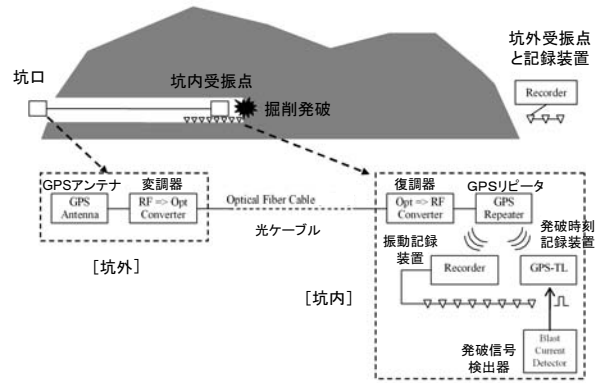 坑外受振点
と記録装置
坑口
坑内受振点
Recorder
掘削発破
GPSアンテナ
変調器
GPS
Antenna
RF => Opt
Converter
Optical Fiber Cable
光ケーブル
[坑外]
復調器
GPSリピータ
Opt => RF
Converter
GPS
Repeater
振動記録
装置
発破時刻
記録装置
Recorder
GPS-TL
[坑内]
発破信号
検出器
Blast
Current
Detector